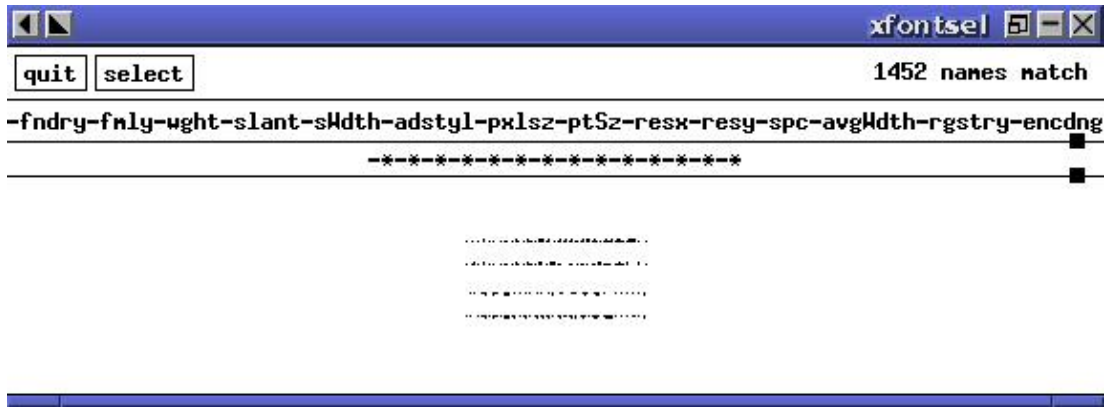 xfontsel
quit select 1452 names match
-fndry-fmly-wght-slant-sWdth-adstyl-pxlsz-ptSz-resx-resy-spc-avgWdth-rgstry-encdng
-*-*-*-*-*-*-*-*-*-*-*-*-*-*